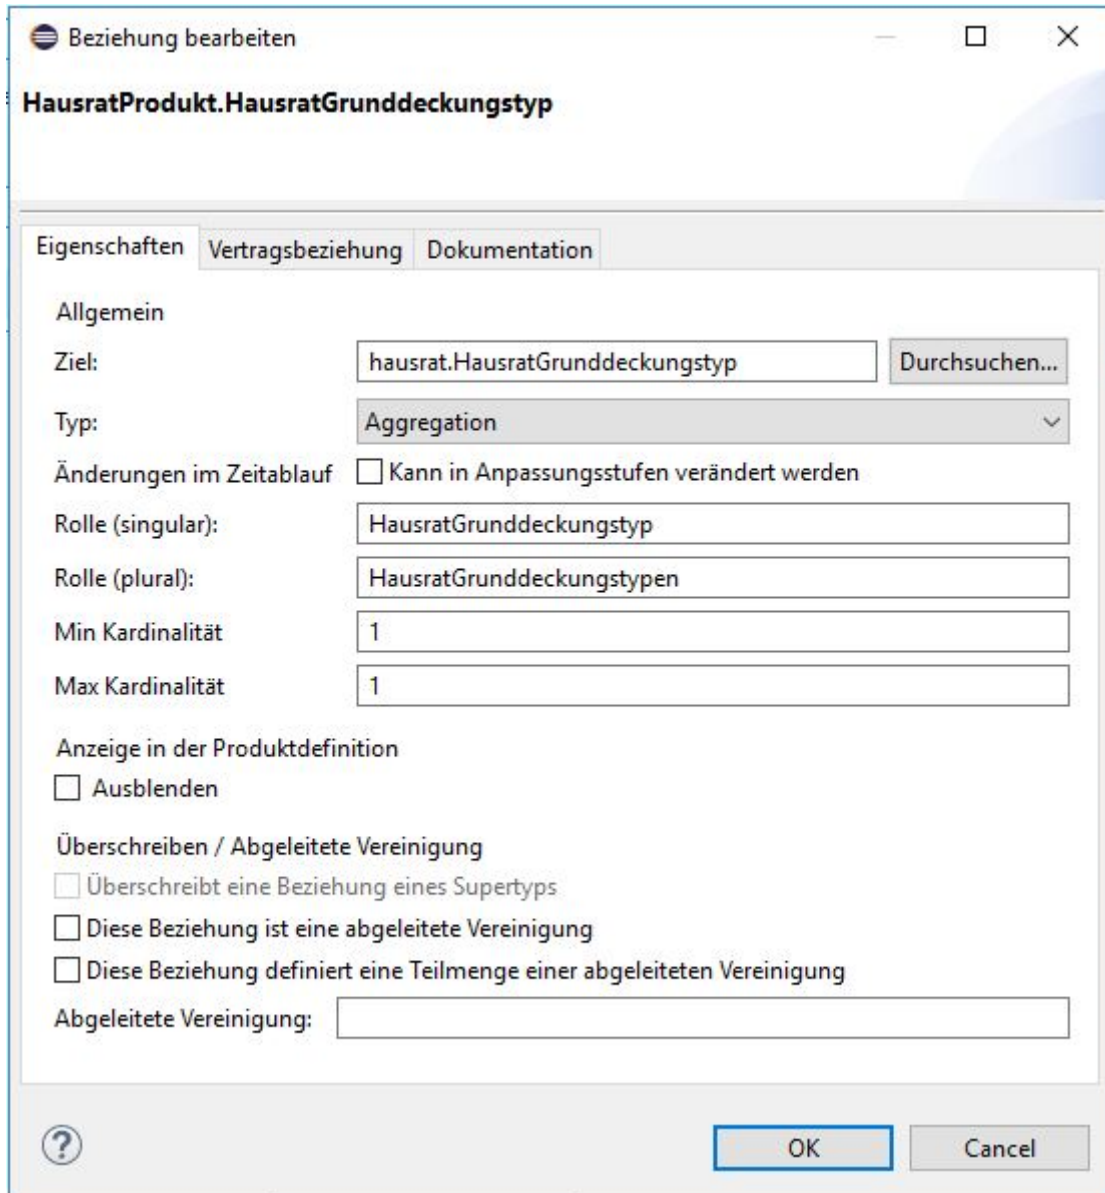 Beziehung bearbeiten
HausratProdukt.HausratGrunddeckungstyp
Eigenschaften Vertragsbeziehung Dokumentation
Allgemein
Ziel: hausrat.HausratGrunddeckungstyp Durchsuchen...
Typ: Aggregation
Änderungen im Zeitablauf Kann in Anpassungsstufen verändert werden
Rolle (singular): HausratGrunddeckungstyp
Rolle (plural): HausratGrunddeckungstypen
Min Kardinalität 1
Max Kardinalität 1
Anzeige in der Produktdefinition
Ausblenden
Überschreiben / Abgeleitete Vereinigung
Überschreibt eine Beziehung eines Supertyps
Diese Beziehung ist eine abgeleitete Vereinigung
Diese Beziehung definiert eine Teilmenge einer abgeleiteten Vereinigung
Abgeleitete Vereinigung:
? OK Cancel